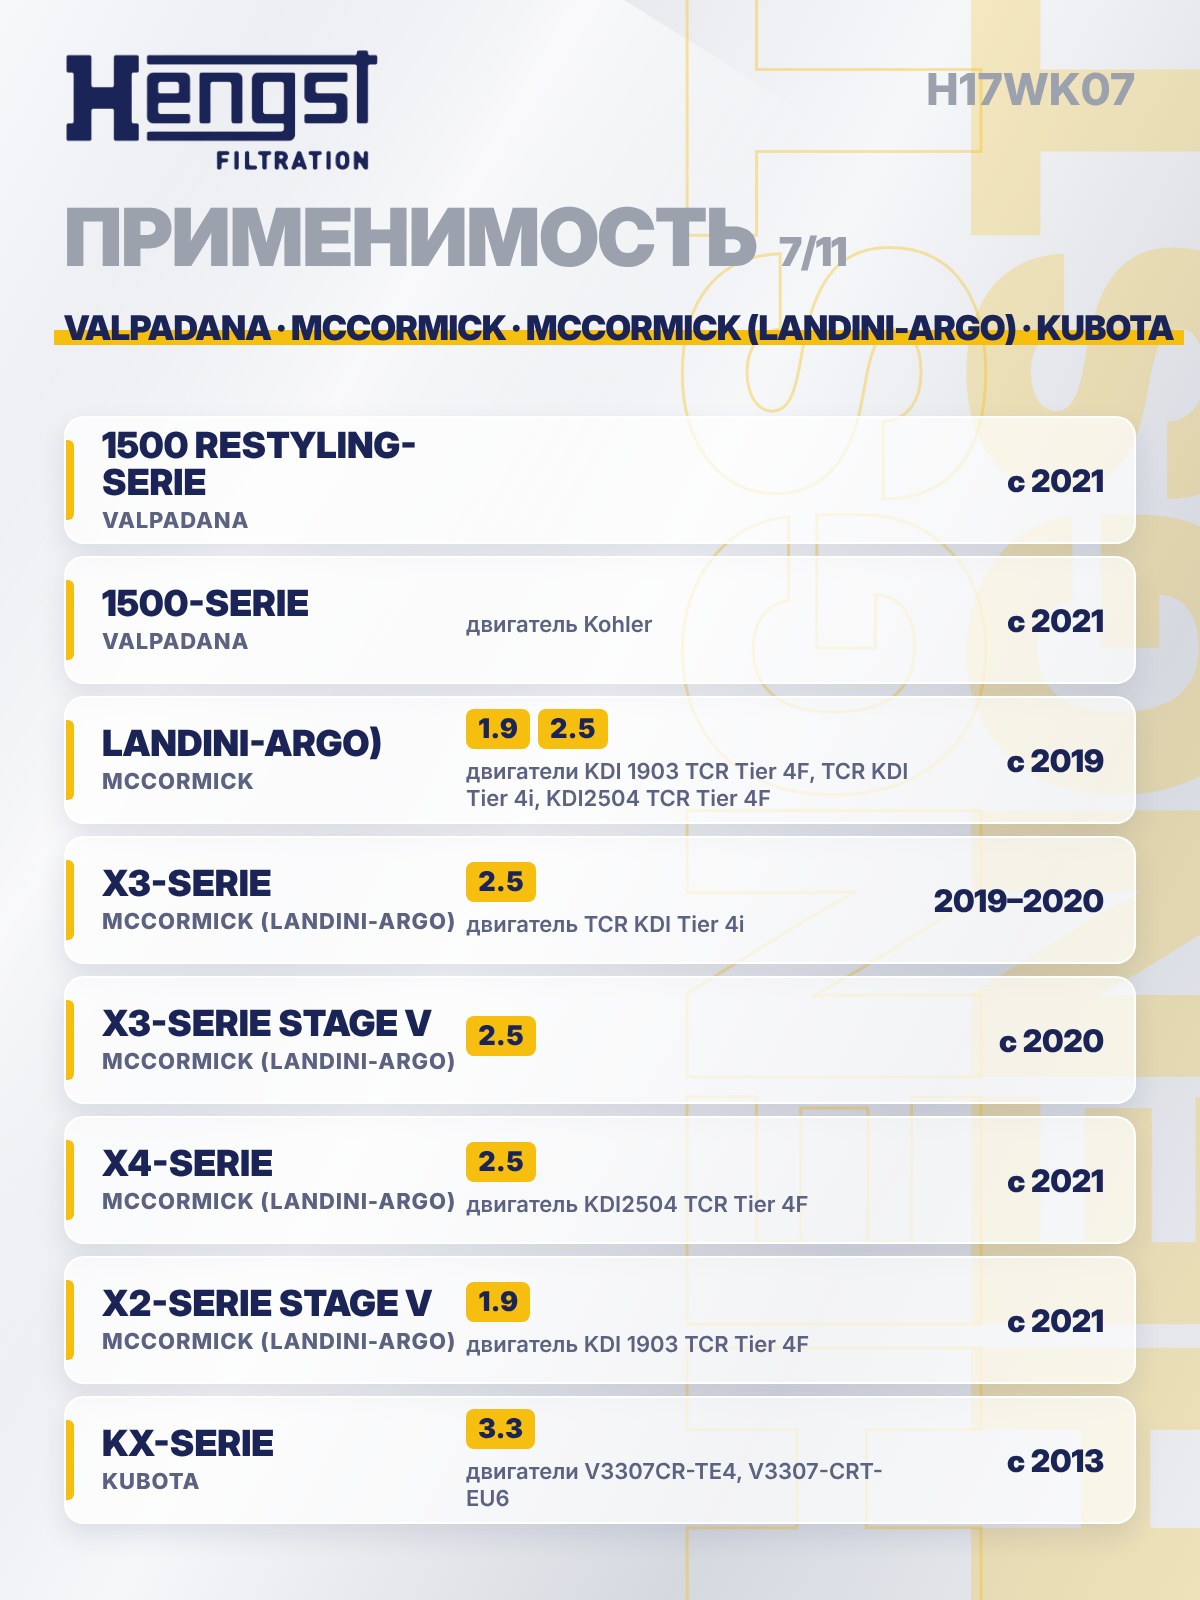 Hengst
FILTRATION
H17WK07
ПРИМЕНИМОСТЬ 7/11
VALPADANA · MCCORMICK · MCCORMICK (LANDINI-ARGO) · KUBOTA
1500 RESTYLING-
SERIE
VALPADANA
с 2021
1500-SERIE
VALPADANA
двигатель Kohler
с 2021
LANDINI-ARGO)
MCCORMICK
1.9 2.5
двигатели KDI 1903 TCR Tier 4F, TCR KDI
Tier 4i, KDI2504 TCR Tier 4F
с 2019
X3-SERIE
MCCORMICK (LANDINI-ARGO)
2.5
двигатель TCR KDI Tier 4i
2019–2020
X3-SERIE STAGE V
MCCORMICK (LANDINI-ARGO)
2.5
с 2020
X4-SERIE
MCCORMICK (LANDINI-ARGO)
2.5
двигатель KDI2504 TCR Tier 4F
с 2021
X2-SERIE STAGE V
MCCORMICK (LANDINI-ARGO)
1.9
двигатель KDI 1903 TCR Tier 4F
с 2021
KX-SERIE
KUBOTA
3.3
двигатели V3307CR-TE4, V3307-CRT-
EU6
с 2013
HENGST
HENGST